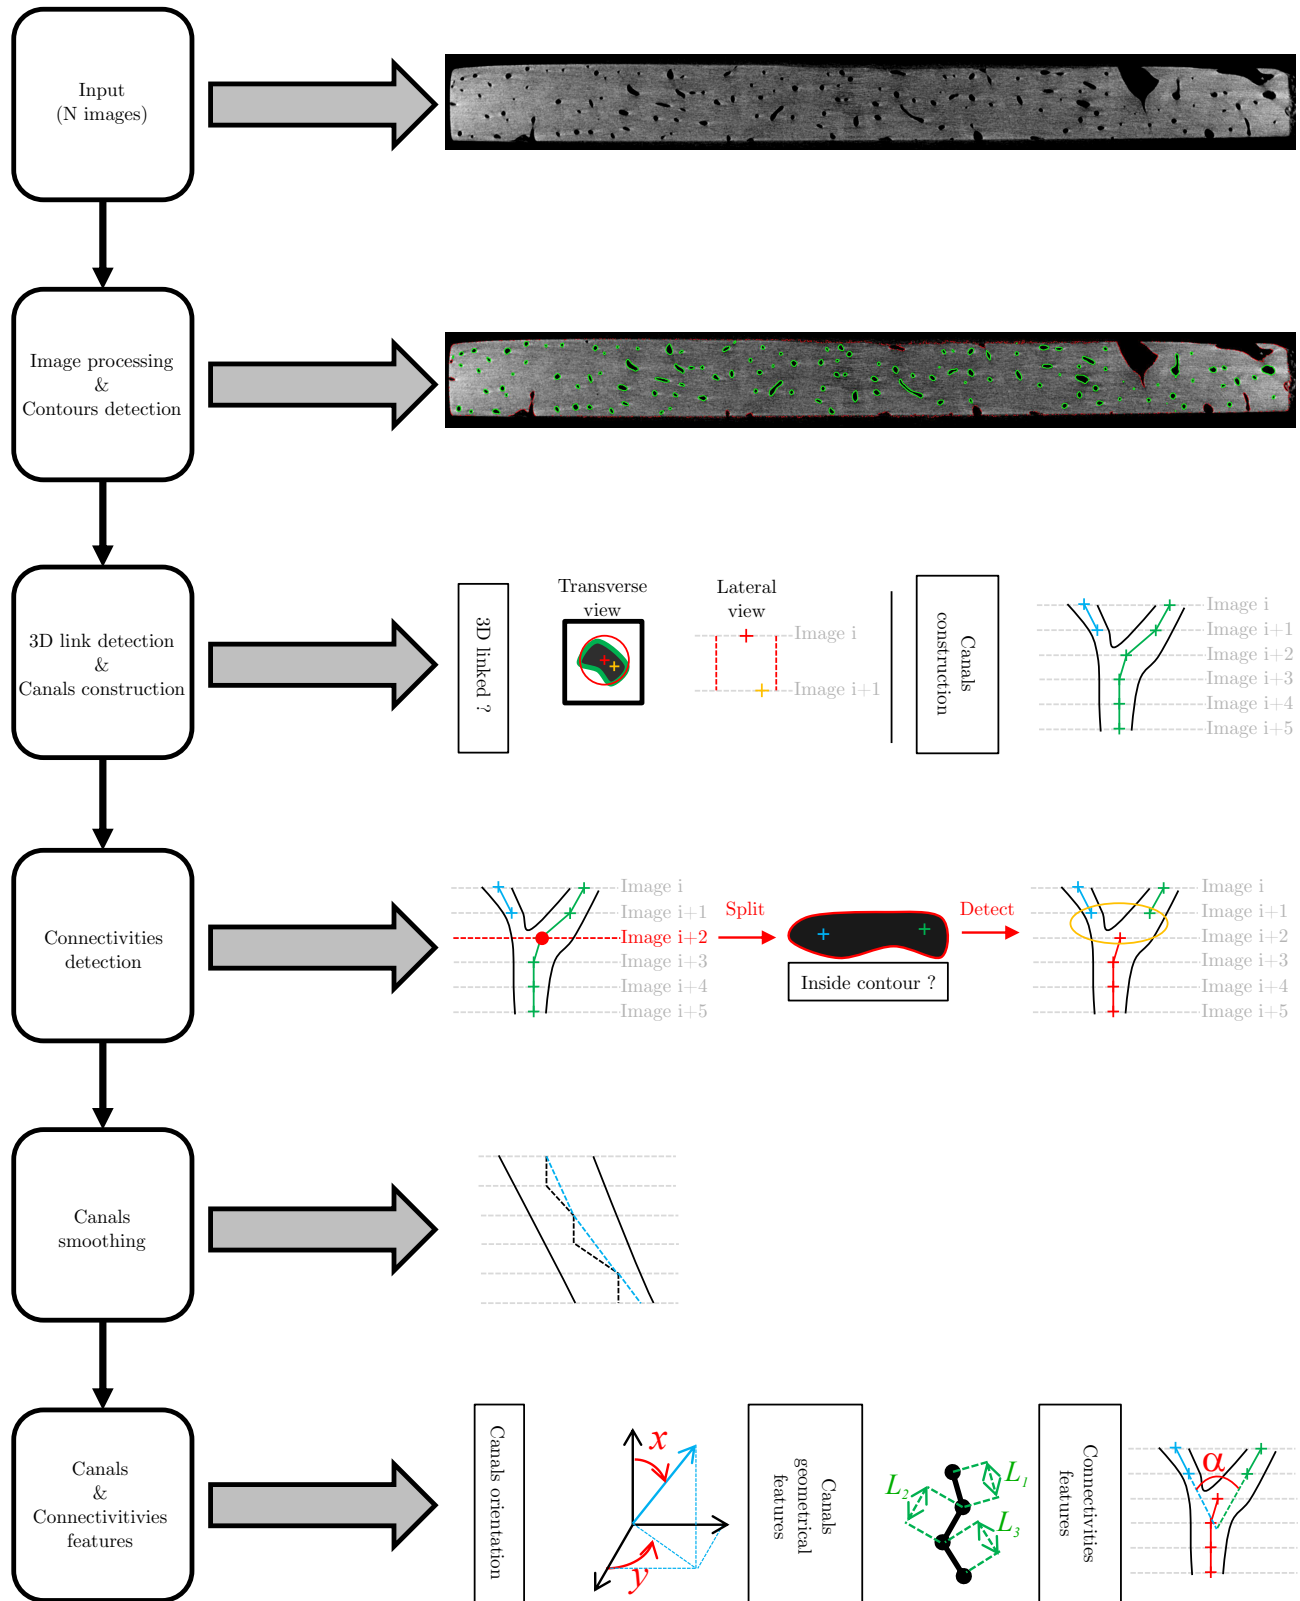 Input
(N images)
Image processing
&
Contours detection
3D link detection
&
Canals construction
3D linked ?
Transverse
view
Lateral
view
Image i
Image i+1
Canals
construction
Image i
Image i+1
Image i+2
Image i+3
Image i+4
Image i+5
Connectivities
detection
Image i
Image i+1
Image i+2
Image i+3
Image i+4
Image i+5
Split
Inside contour ?
Detect
Image i
Image i+1
Image i+2
Image i+3
Image i+4
Image i+5
Canals
smoothing
Canals
&
Connectivitivies
features
Canals orientation
x
y
Canals
geometrical
features
L1
L2
L3
Connectivities
features
α